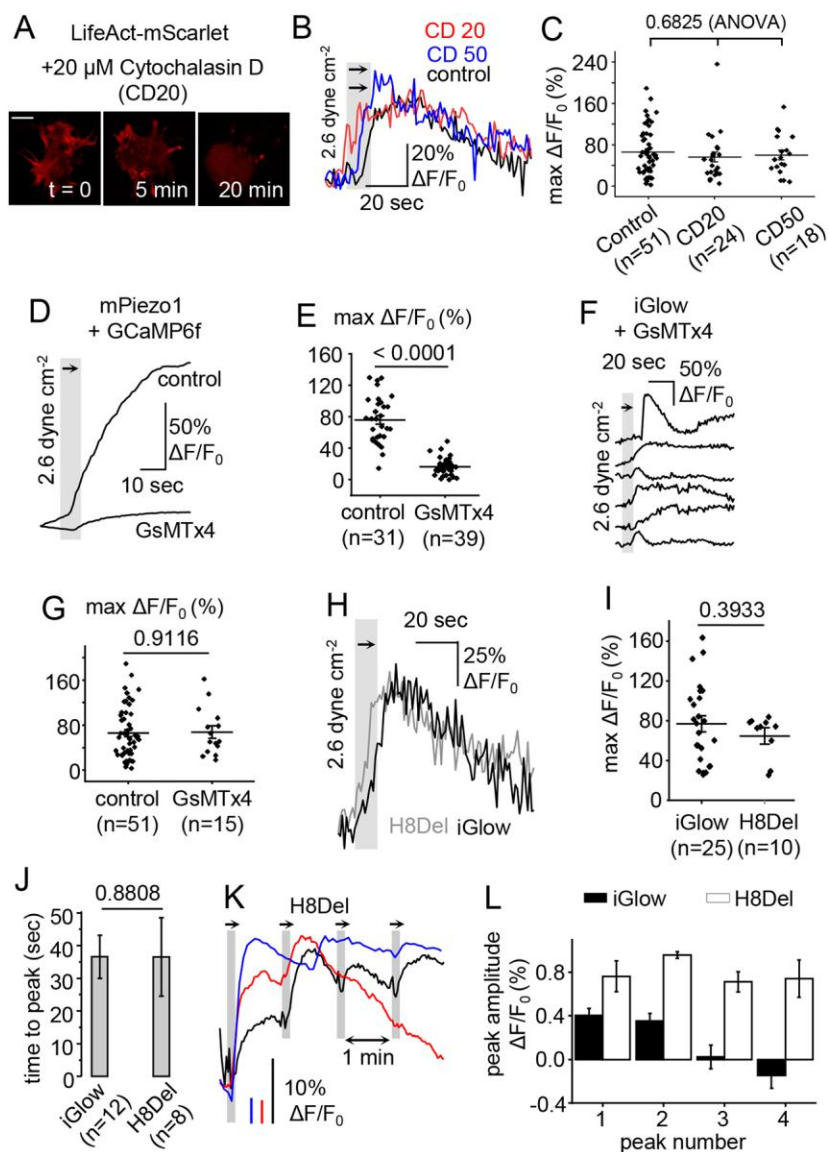 A
LifeAct-mScarlet
+20 µM Cytochalasin D
(CD20)
t = 0
5 min
20 min
B
CD 20
CD 50
control
2.6 dyne cm-2
20%
ΔF/F0
20 sec
C
0.6825 (ANOVA)
max ΔF/F0 (%)
240
160
80
0
Control
(n=51)
CD20
(n=24)
CD50
(n=18)
D
mPiezo1
+ GCaMP6f
control
2.6 dyne cm-2
50%
ΔF/F0
10 sec
GsMTx4
E
max ΔF/F0 (%)
< 0.0001
160
120
80
40
0
control
(n=31)
GsMTx4
(n=39)
F
iGlow
+ GsMTx4
20 sec
50%
ΔF/F0
2.6 dyne cm-2
G
max ΔF/F0 (%)
0.9116
160
80
0
control
(n=51)
GsMTx4
(n=15)
H
20 sec
25%
ΔF/F0
2.6 dyne cm-2
H8Del iGlow
I
0.3933
max ΔF/F0 (%)
160
120
80
40
0
iGlow
(n=25)
H8Del
(n=10)
J
0.8808
time to peak (sec)
50
40
30
20
10
0
iGlow
(n=12)
H8Del
(n=8)
K
H8Del
1 min
10%
ΔF/F0
L
iGlow
H8Del
peak amplitude
ΔF/F0 (%)
0.8
0.4
0.0
-0.4
1 2 3 4
peak number